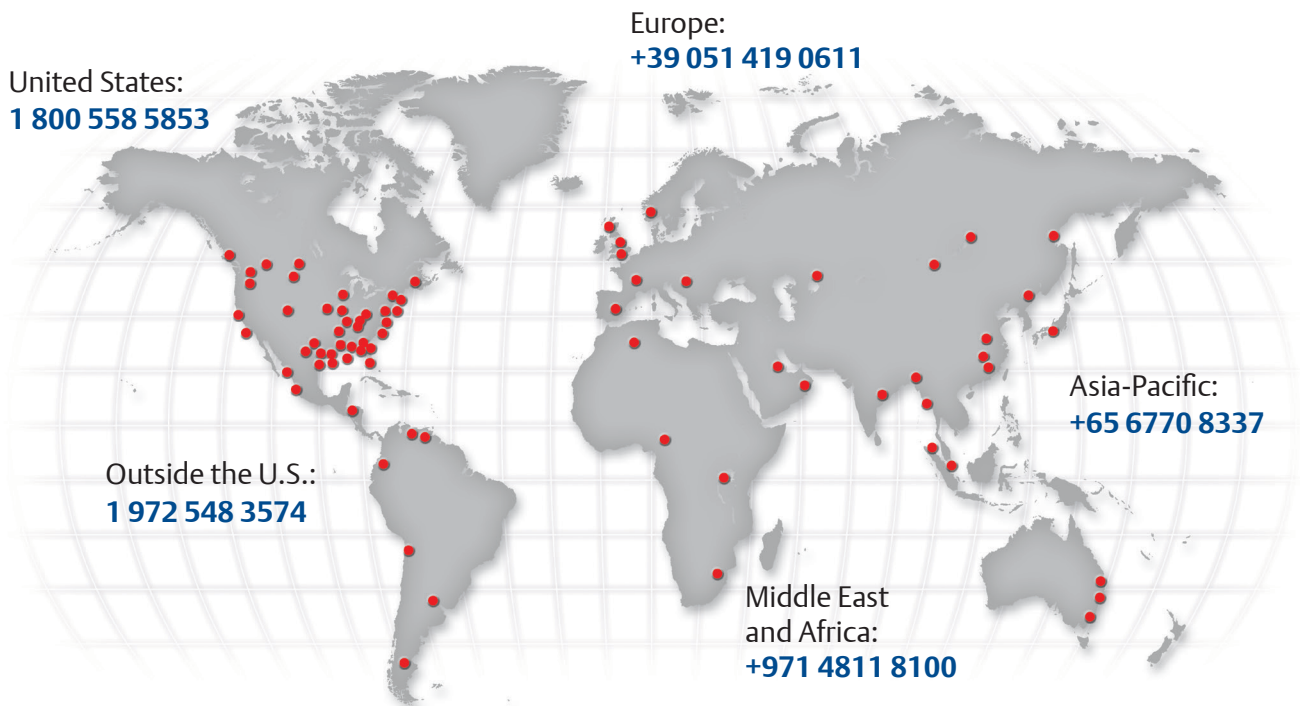 Europe:
+39 051 419 0611
United States:
1 800 558 5853
Asia-Pacific:
+65 6770 8337
Outside the U.S.:
1 972 548 3574
Middle East
and Africa:
+971 4811 8100